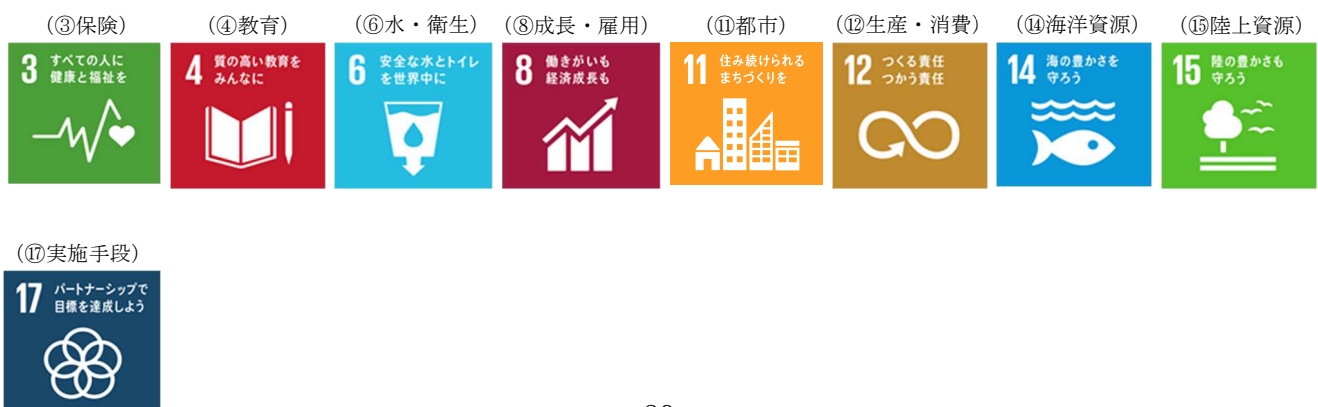 （③保険）
（④教育）
（⑥水・衛生）
（⑧成長・雇用）
（⑪都市）
（⑫生産・消費）
（⑭海洋資源）
（⑮陸上資源）
3 すべての人に
健康と福祉を
4 質の高い教育を
みんなに
6 安全な水とトイレ
を世界中に
8 働きがいも
経済成長も
11 住み続けられる
まちづくりを
12 つくる責任
つかう責任
14 海の豊かさを
守ろう
15 陸の豊かさも
守ろう
（⑰実施手段）
17 パートナーシップで
目標を達成しよう